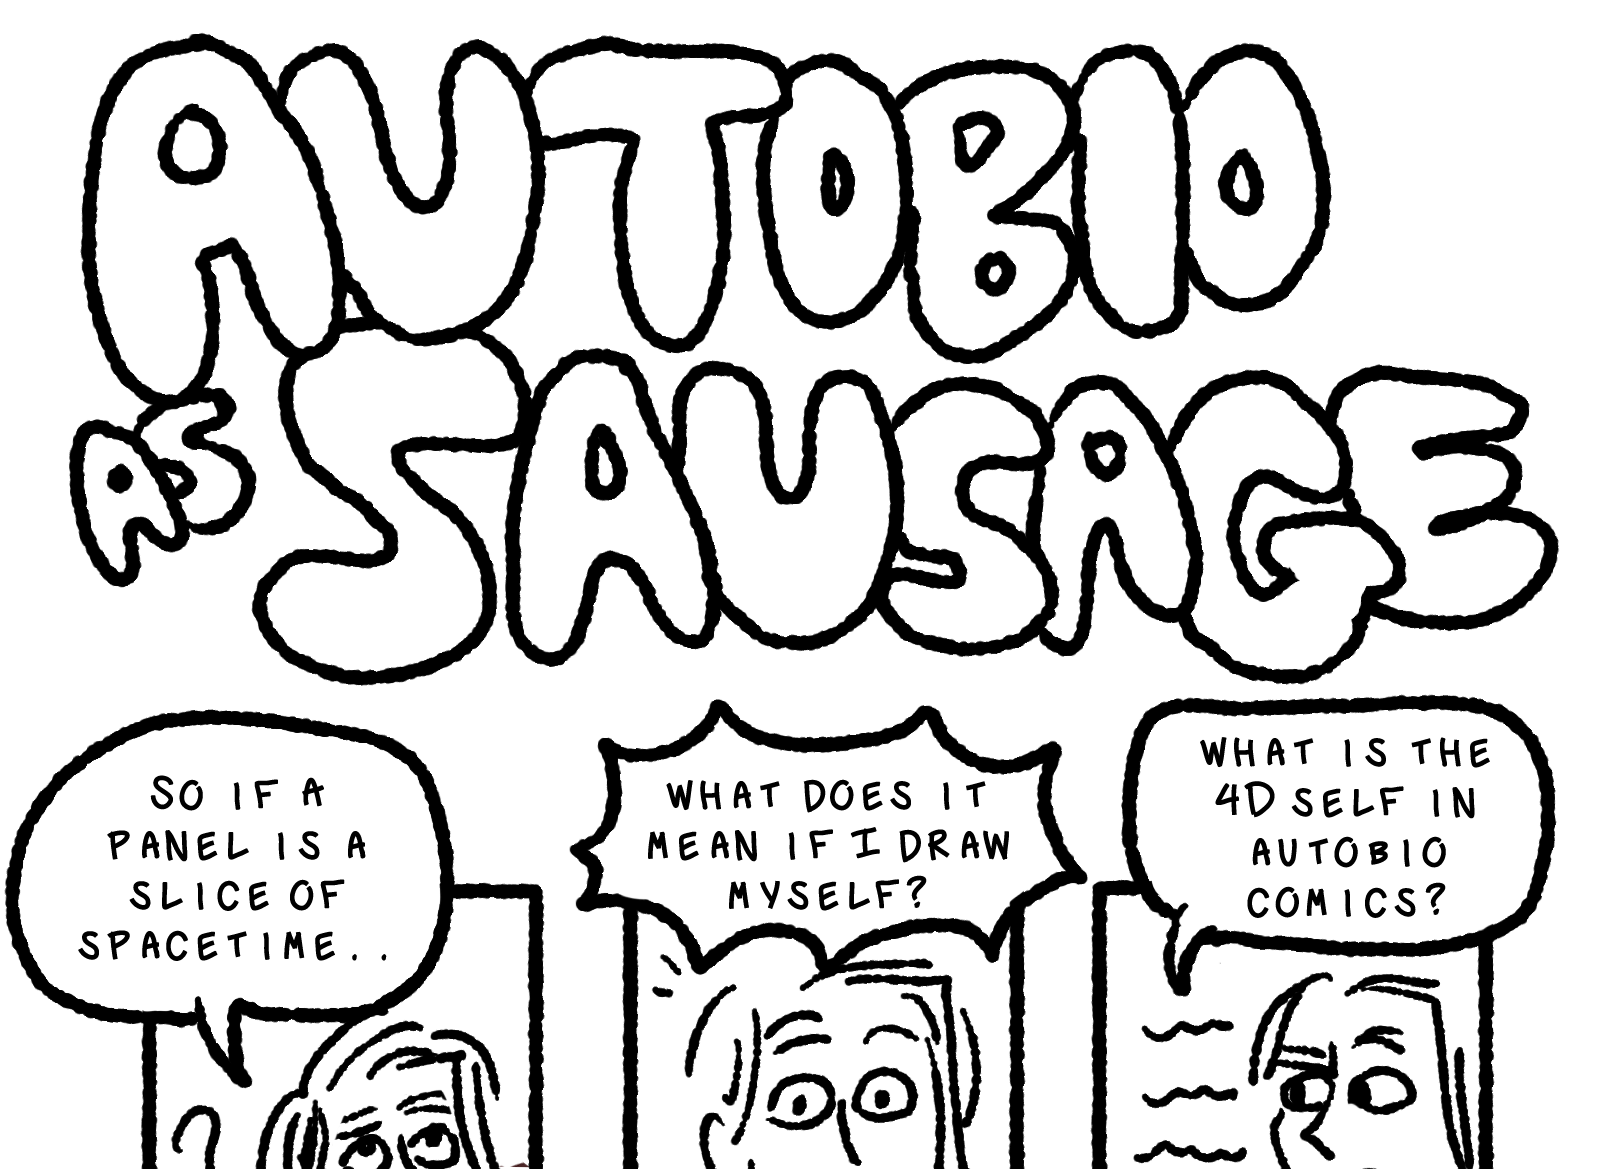 AUTOBIO
AS SAUSAGE
SO IF A
PANEL IS A
SLICE OF
SPACETIME..
WHAT DOES IT
MEAN IF I DRAW
MYSELF?
WHAT IS THE
4D SELF IN
AUTOBIO
COMICS?